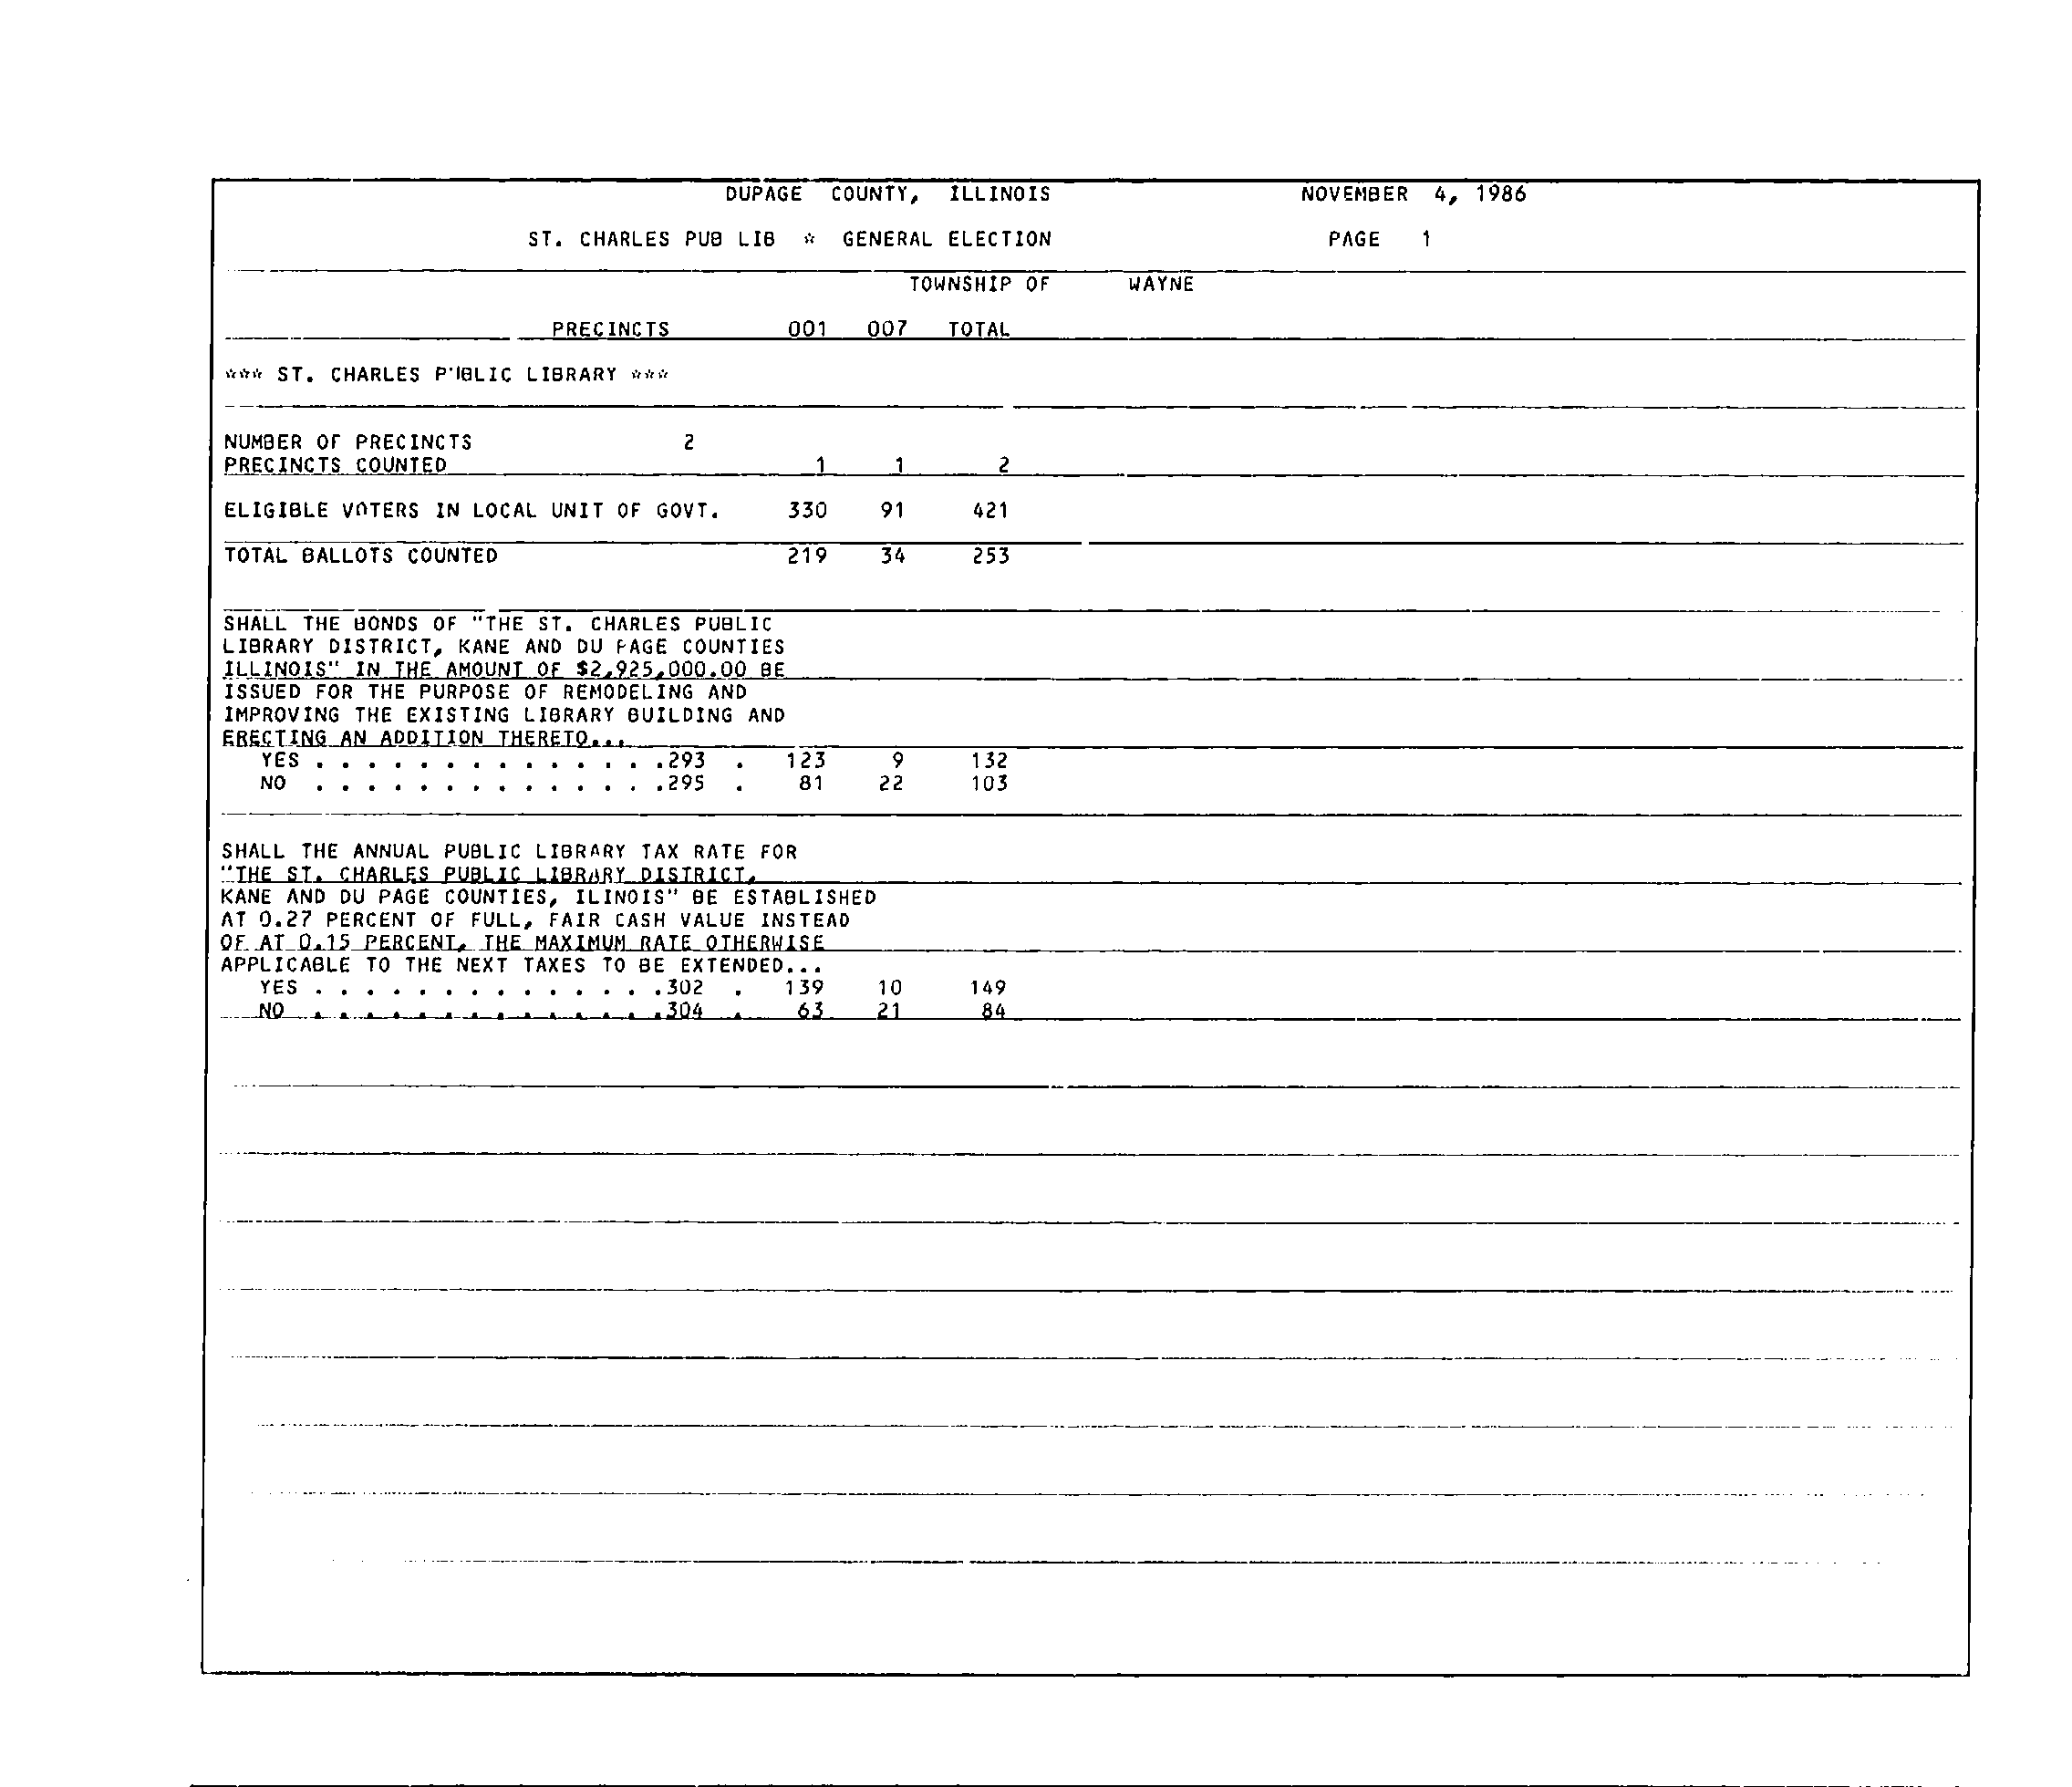 DUPAGE COUNTY, ILLINOIS NOVEMBER 4, 1986
ST. CHARLES PUB LIB * GENERAL ELECTION PAGE 1
TOWNSHIP OF WAYNE
PRECINCTS 001 007 TOTAL
*** ST. CHARLES PUBLIC LIBRARY ***
NUMBER OF PRECINCTS 2
PRECINCTS COUNTED 1 1 2
ELIGIBLE VOTERS IN LOCAL UNIT OF GOVT. 330 91 421
TOTAL BALLOTS COUNTED 219 34 253
SHALL THE BONDS OF "THE ST. CHARLES PUBLIC
LIBRARY DISTRICT, KANE AND DU PAGE COUNTIES
ILLINOIS" IN THE AMOUNT OF $2,925,000.00 BE
ISSUED FOR THE PURPOSE OF REMODELING AND
IMPROVING THE EXISTING LIBRARY BUILDING AND
ERECTING AN ADDITION THERETO...
YES . . . . . . . . . . . . . .293 . 123 9 132
NO . . . . . . . . . . . . . .295 . 81 22 103
SHALL THE ANNUAL PUBLIC LIBRARY TAX RATE FOR
"THE ST. CHARLES PUBLIC LIBRARY DISTRICT,
KANE AND DU PAGE COUNTIES, ILINOIS" BE ESTABLISHED
AT 0.27 PERCENT OF FULL, FAIR CASH VALUE INSTEAD
OF AT 0.15 PERCENT, THE MAXIMUM RATE OTHERWISE
APPLICABLE TO THE NEXT TAXES TO BE EXTENDED...
YES . . . . . . . . . . . . . .302 . 139 10 149
NO . . . . . . . . . . . . . .304 . 63 21 84